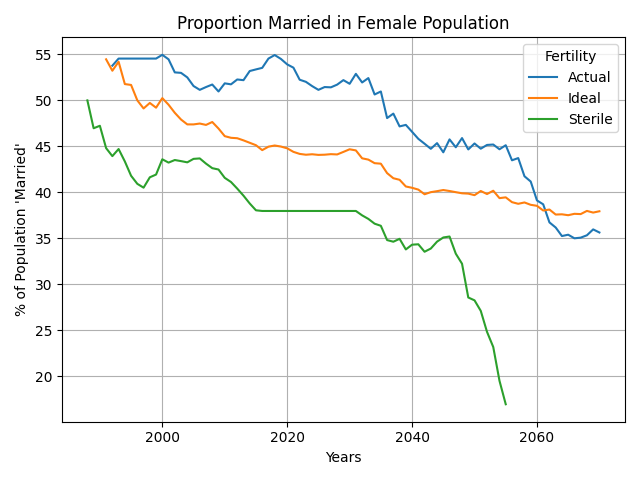 Proportion Married in Female Population
Fertility
Actual
Ideal
Sterile
% of Population 'Married'
55
50
45
40
35
30
25
20
2000
2020
2040
2060
Years